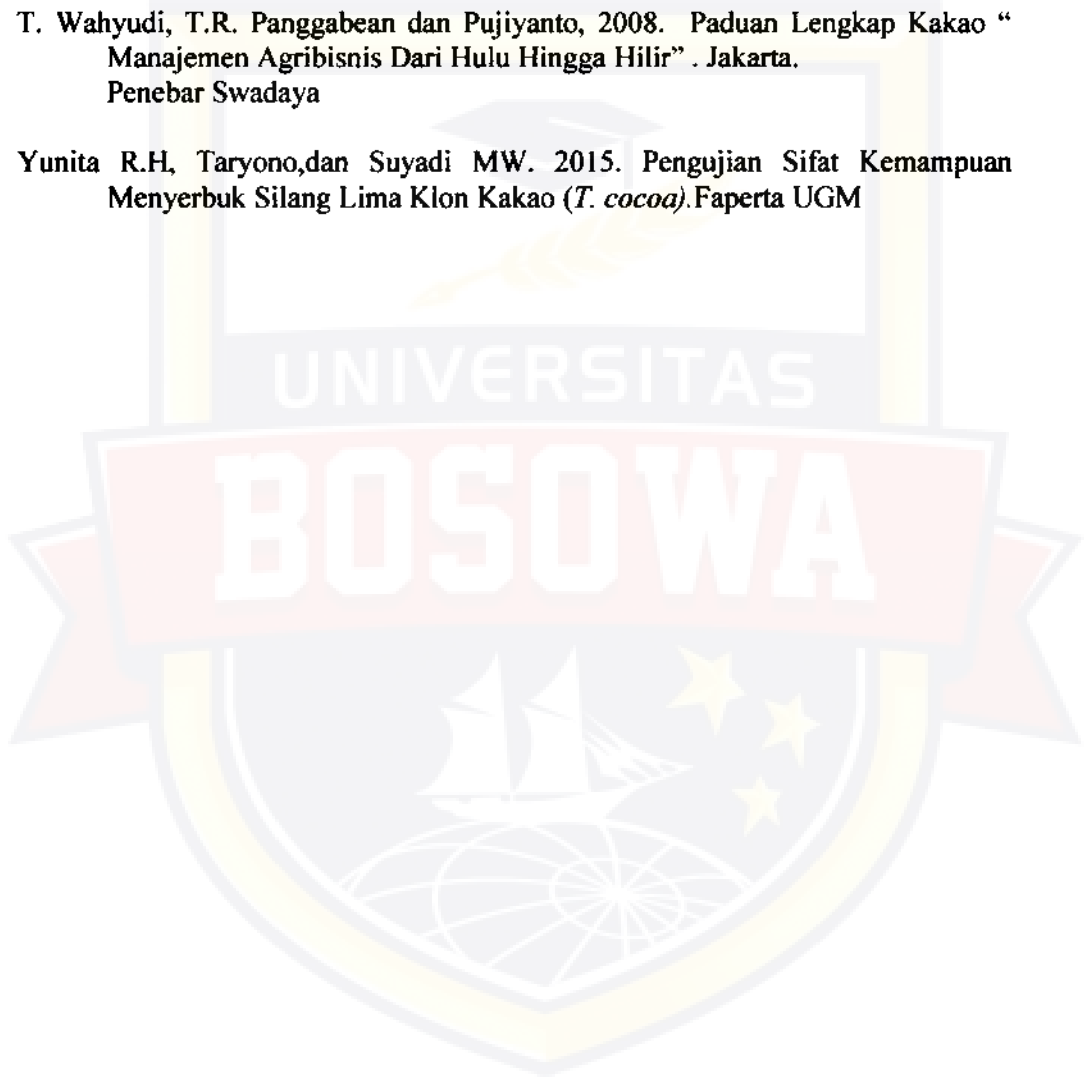 T. Wahyudi, T.R. Panggabean dan Pujiyanto, 2008. Paduan Lengkap Kakao “
Manajemen Agribisnis Dari Hulu Hingga Hilir” . Jakarta.
Penebar Swadaya
Yunita R.H, Taryono,dan Suyadi MW. 2015. Pengujian Sifat Kemampuan
Menyerbuk Silang Lima Klon Kakao (T. cocoa).Faperta UGM
UNIVERSITAS
BOSOWA